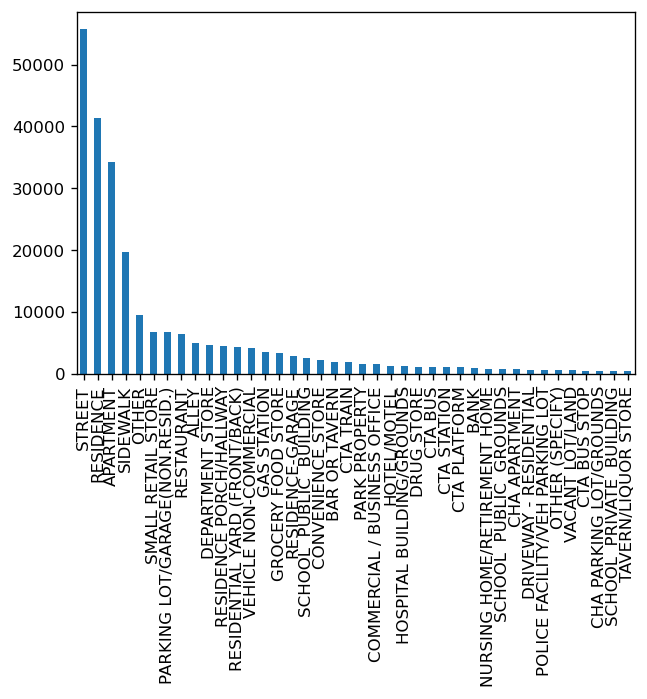 50000
40000
30000
20000
10000
0
STREET
RESIDENCE
APARTMENT
SIDEWALK
OTHER
SMALL RETAIL STORE
PARKING LOT/GARAGE(NON.RESID.)
RESTAURANT
ALLEY
DEPARTMENT STORE
RESIDENCE PORCH/HALLWAY
RESIDENTIAL YARD (FRONT/BACK)
VEHICLE NON-COMMERCIAL
GAS STATION
GROCERY FOOD STORE
RESIDENCE-GARAGE
SCHOOL  PUBLIC  BUILDING
CONVENIENCE STORE
BAR OR TAVERN
CTA TRAIN
PARK PROPERTY
COMMERCIAL / BUSINESS OFFICE
HOTEL/MOTEL
HOSPITAL BUILDING/GROUNDS
DRUG STORE
CTA BUS
CTA STATION
CTA PLATFORM
BANK
NURSING HOME/RETIREMENT HOME
SCHOOL  PUBLIC  GROUNDS
CHA APARTMENT
DRIVEWAY - RESIDENTIAL
POLICE FACILITY/VEH PARKING LOT
OTHER (SPECIFY)
VACANT LOT/LAND
CTA BUS STOP
CHA PARKING LOT/GROUNDS
SCHOOL  PRIVATE  BUILDING
TAVERN/LIQUOR STORE